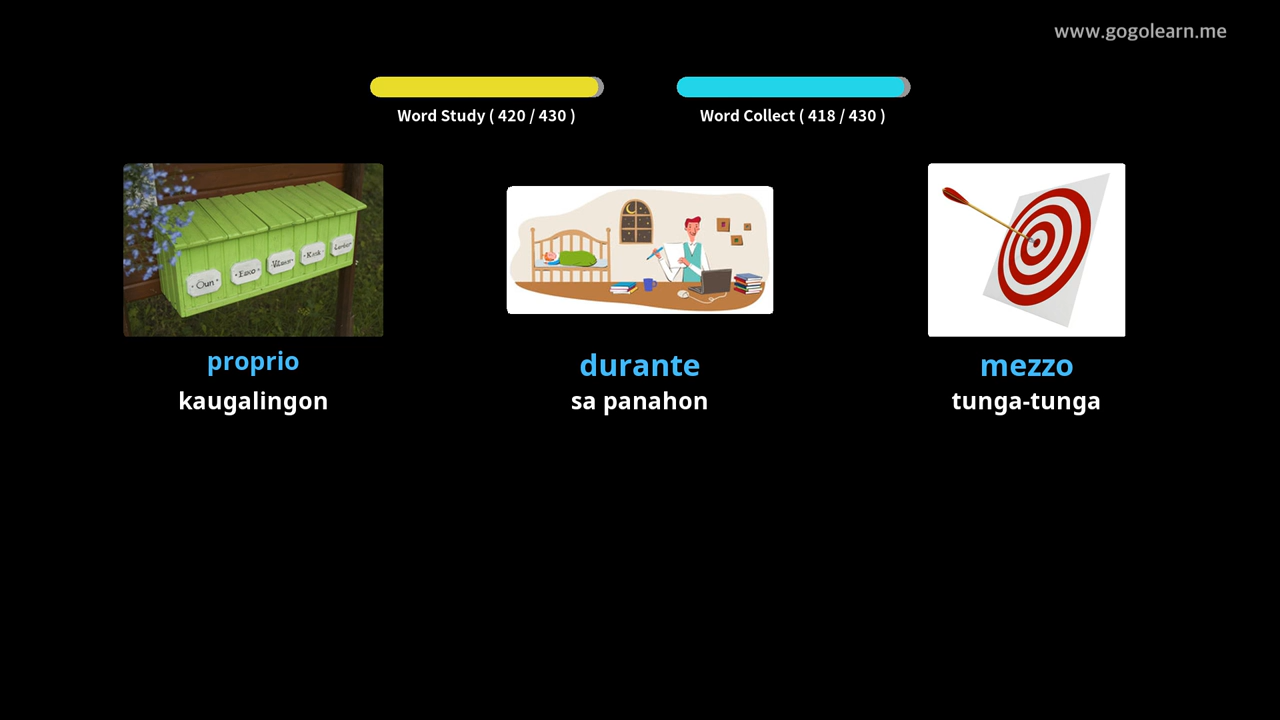 www.gogolearn.me
Word Study ( 420 / 430 )
Word Collect ( 418 / 430 )
proprio
durante
mezzo
kaugalingon
sa panahon
tunga-tunga